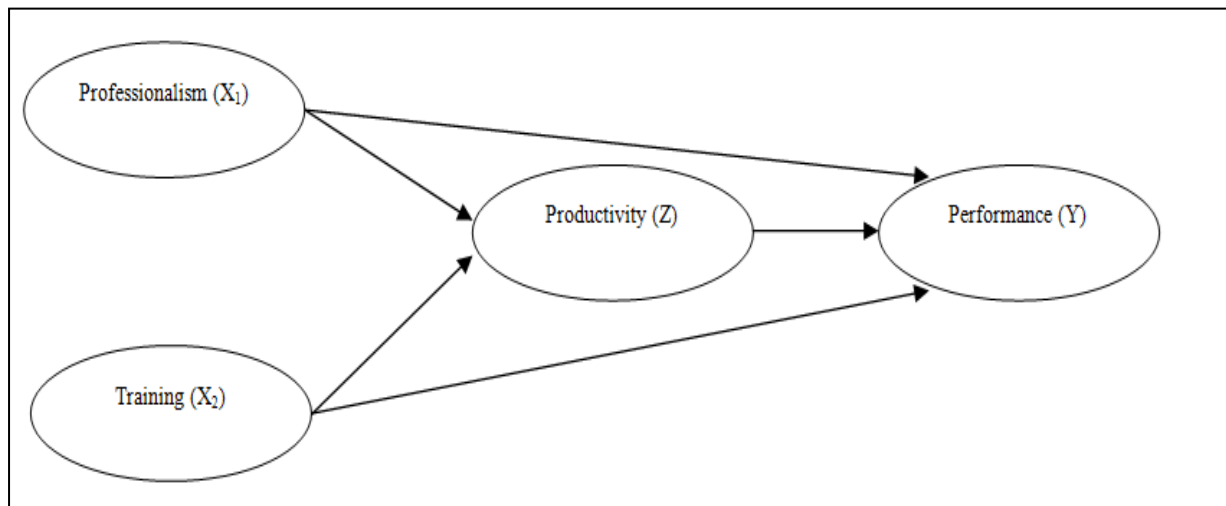 Professionalism (X₁)
Productivity (Z)
Performance (Y)
Training (X₂)